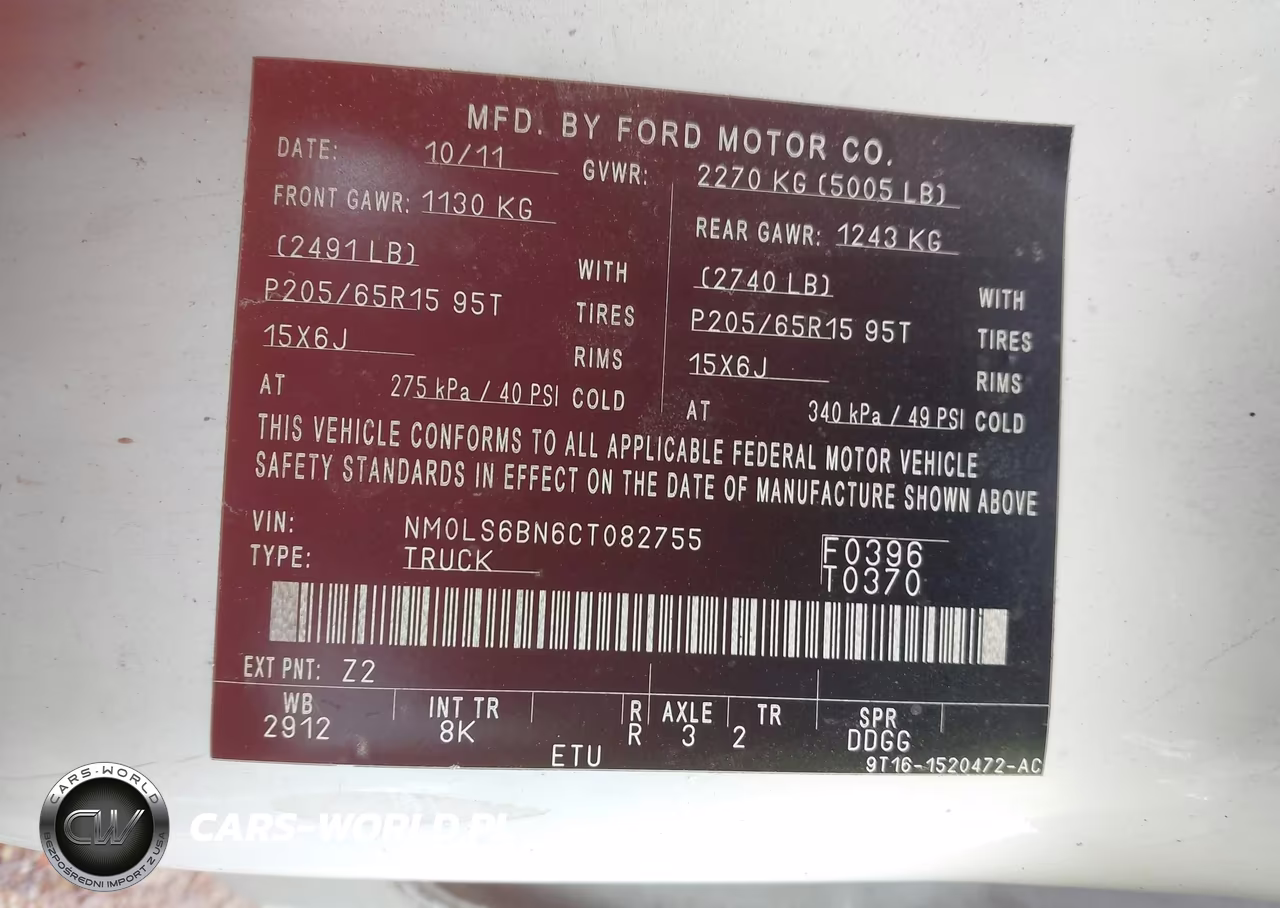 MFD. BY FORD MOTOR CO.
DATE: 10/11 GVWR: 2270 KG (5005 LB)
FRONT GAWR: 1130 KG
(2491 LB) WITH
P205/65R15 95T TIRES
15X6J RIMS
AT 275 kPa / 40 PSI COLD
REAR GAWR: 1243 KG
(2740 LB) WITH
P205/65R15 95T TIRES
15X6J RIMS
AT 340 kPa / 49 PSI COLD
THIS VEHICLE CONFORMS TO ALL APPLICABLE FEDERAL MOTOR VEHICLE
SAFETY STANDARDS IN EFFECT ON THE DATE OF MANUFACTURE SHOWN ABOVE
VIN: NM0LS6BN6CT082755 F0396
TYPE: TRUCK T0370
EXT PNT: Z2
WB INT TR R AXLE TR SPR
2912 8K R 3 2 DDGG
ETU 9T16-1520472-AC
CARS-WORLD
CW
BEZPOŚREDNI IMPORT Z USA
CARS-WORLD.PL